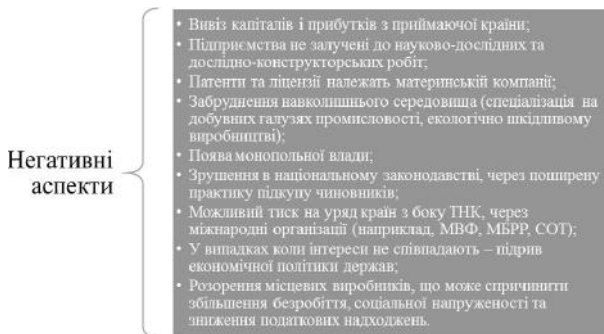 Негативні
аспекти
• Вивіз капіталів і прибутків з приймаючої країни;
• Підприємства не залучені до науково-дослідних та
дослідно-конструкторських робіт;
• Патенти та ліцензії належать материнській компанії;
• Забруднення навколишнього середовища (спеціалізація на
добувних галузях промисловості, екологічно шкідливому
виробництві);
• Поява монопольної влади;
• Зрушення в національному законодавстві, через поширену
практику підкупу чиновників;
• Можливий тиск на уряд країн з боку ТНК, через
міжнародні організації (наприклад, МВФ, МБРР, СОТ);
• У випадках коли інтереси не співпадають – підрив
економічної політики держав;
• Розорення місцевих виробників, що може спричинити
збільшення безробіття, соціальної напруженості та
зниження податкових надходжень.